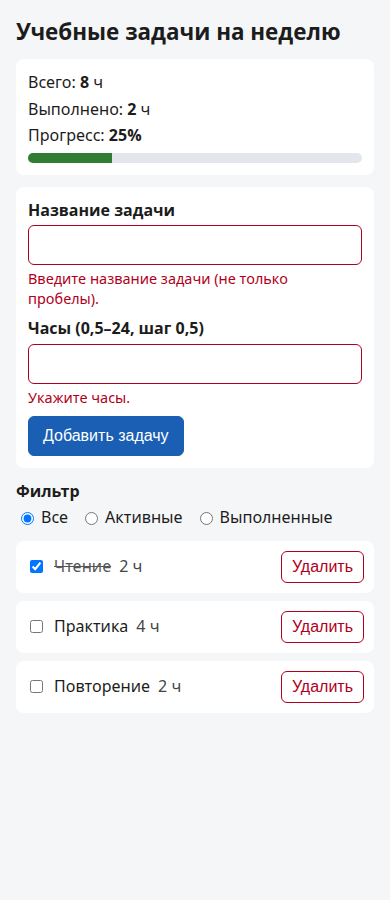 Учебные задачи на неделю
Всего: 8 ч
Выполнено: 2 ч
Прогресс: 25%
Название задачи
Введите название задачи (не только
пробелы).
Часы (0,5–24, шаг 0,5)
Укажите часы.
Добавить задачу
Фильтр
Все Активные Выполненные
Чтение 2 ч Удалить
Практика 4 ч Удалить
Повторение 2 ч Удалить